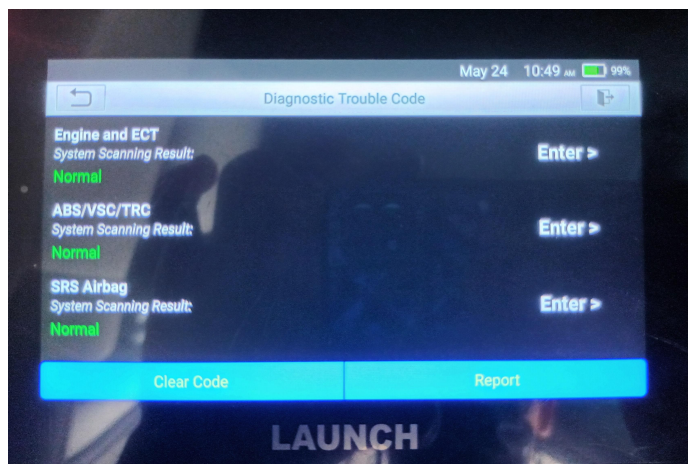 May 24 10:49 AM 99%
Diagnostic Trouble Code
Engine and ECT
System Scanning Result:
Normal
Enter >
ABS/VSC/TRC
System Scanning Result:
Normal
Enter >
SRS Airbag
System Scanning Result:
Normal
Enter >
Clear Code
Report
LAUNCH